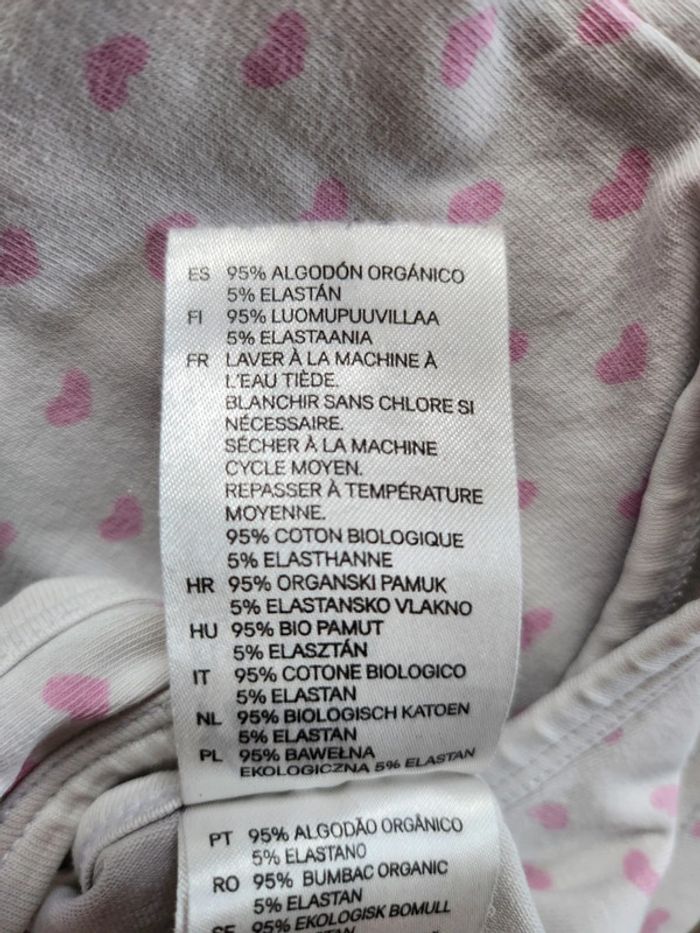 ES 95% ALGODÓN ORGÁNICO
5% ELASTÁN
FI 95% LUOMUPUUVILLAA
5% ELASTAANIA
FR LAVER À LA MACHINE À
L'EAU TIÈDE.
BLANCHIR SANS CHLORE SI
NÉCESSAIRE.
SÉCHER À LA MACHINE
CYCLE MOYEN.
REPASSER À TEMPÉRATURE
MOYENNE.
95% COTON BIOLOGIQUE
5% ELASTHANNE
HR 95% ORGANSKI PAMUK
5% ELASTANSKO VLAKNO
HU 95% BIO PAMUT
5% ELASZTÁN
IT 95% COTONE BIOLOGICO
5% ELASTAN
NL 95% BIOLOGISCH KATOEN
5% ELASTAN
PL 95% BAWEŁNA
EKOLOGICZNA 5% ELASTAN
PT 95% ALGODÃO ORGÂNICO
5% ELASTANO
RO 95% BUMBAC ORGANIC
5% ELASTAN
SE 95% EKOLOGISK BOMULL
5% ELASTAN